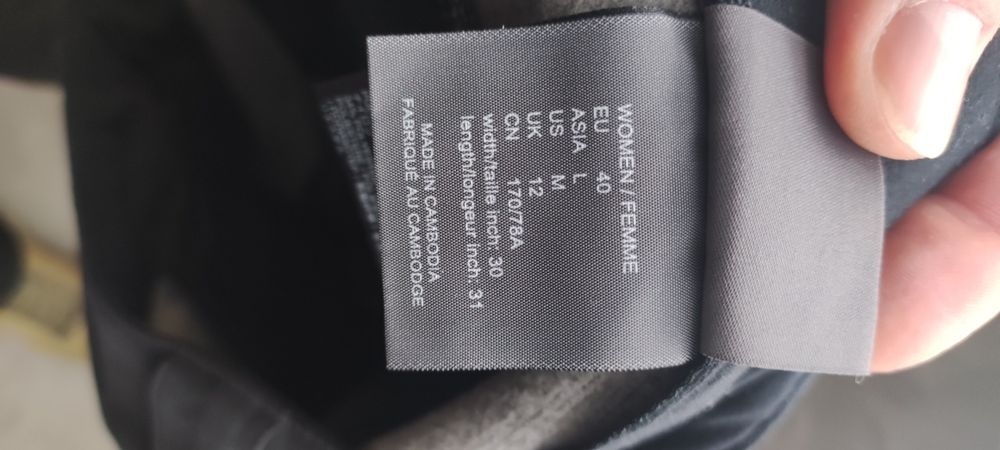 WOMEN / FEMME
EU 40
ASIA L
US M
UK 12
CN 170/78A
width/taille inch: 30
length/longeur inch: 31
MADE IN CAMBODIA
FABRIQUÉ AU CAMBODGE